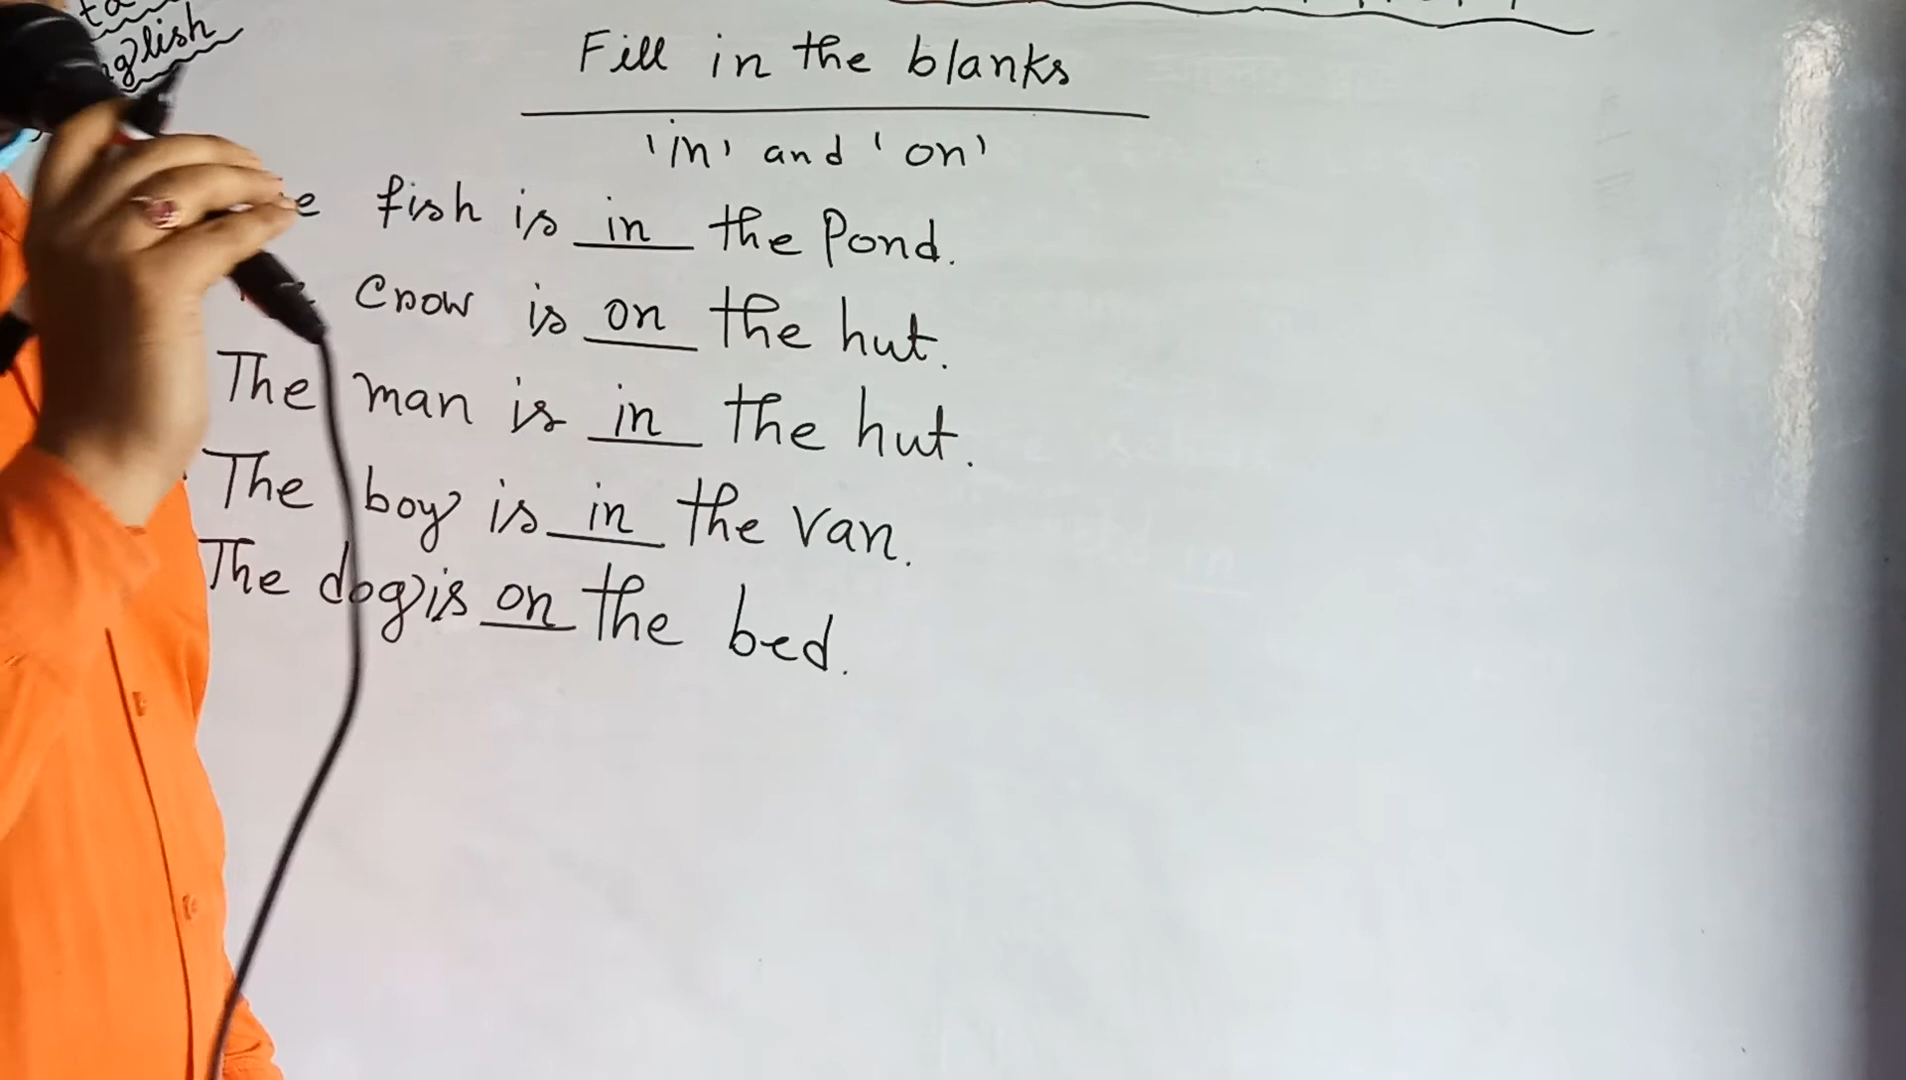 Fill in the blanks
'in' and 'on'
fish is in the Pond.
Crow is on the hut.
The man is in the hut.
The boy is in the van.
The dog is on the bed.